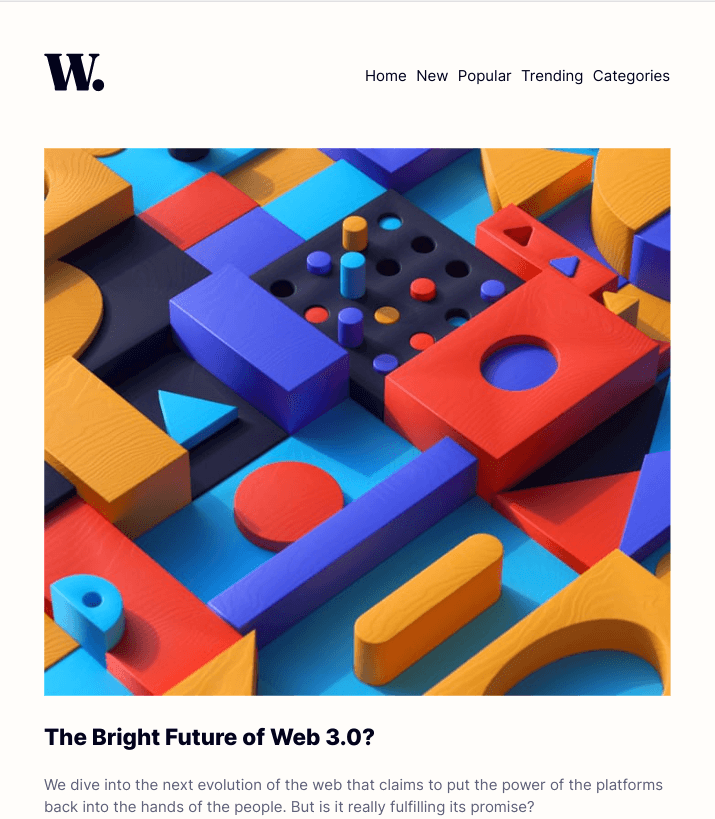 W.
Home New Popular Trending Categories
The Bright Future of Web 3.0?
We dive into the next evolution of the web that claims to put the power of the platforms
back into the hands of the people. But is it really fulfilling its promise?